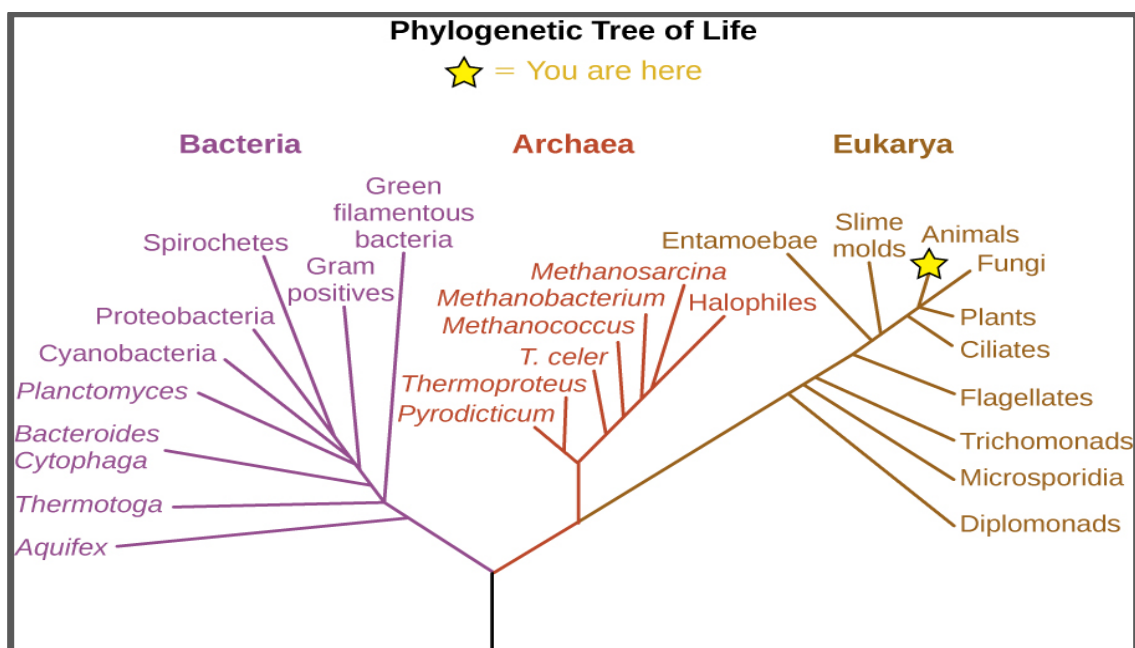 Phylogenetic Tree of Life
= You are here
Bacteria
Archaea
Eukarya
Green
filamentous
bacteria
Spirochetes
Gram
positives
Proteobacteria
Cyanobacteria
Planctomyces
Bacteroides
Cytophaga
Thermotoga
Aquifex
Methanosarcina
Methanobacterium
Halophiles
Methanococcus
T. celer
Thermoproteus
Pyrodicticum
Entamoebae
Slime
molds
Animals
Fungi
Plants
Ciliates
Flagellates
Trichomonads
Microsporidia
Diplomonads